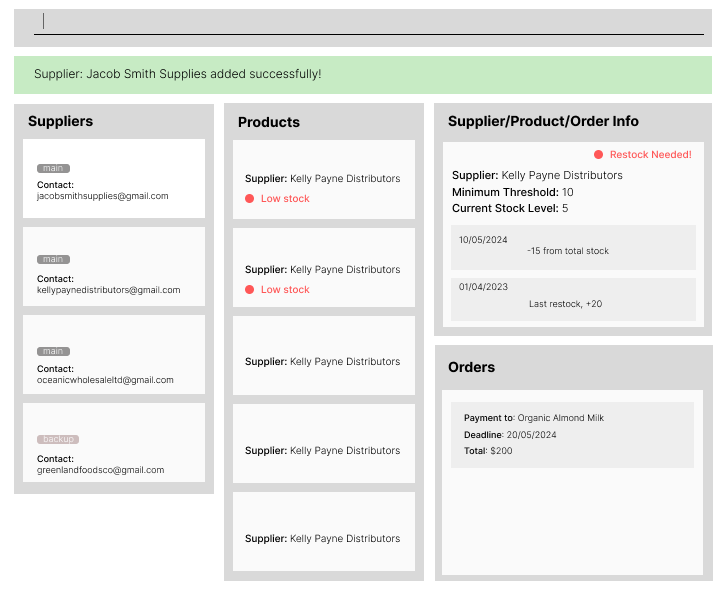 Supplier: Jacob Smith Supplies added successfully!
Suppliers
main
Contact:
jacobsmithsupplies@gmail.com
main
Contact:
kellypaynedistributors@gmail.com
main
Contact:
oceanicwholesaleltd@gmail.com
backup
Contact:
greenlandfoodsco@gmail.com
Products
Supplier: Kelly Payne Distributors
Low stock
Supplier: Kelly Payne Distributors
Low stock
Supplier: Kelly Payne Distributors
Supplier: Kelly Payne Distributors
Supplier: Kelly Payne Distributors
Supplier/Product/Order Info
Restock Needed!
Supplier: Kelly Payne Distributors
Minimum Threshold: 10
Current Stock Level: 5
10/05/2024
-15 from total stock
01/04/2023
Last restock, +20
Orders
Payment to: Organic Almond Milk
Deadline: 20/05/2024
Total: $200